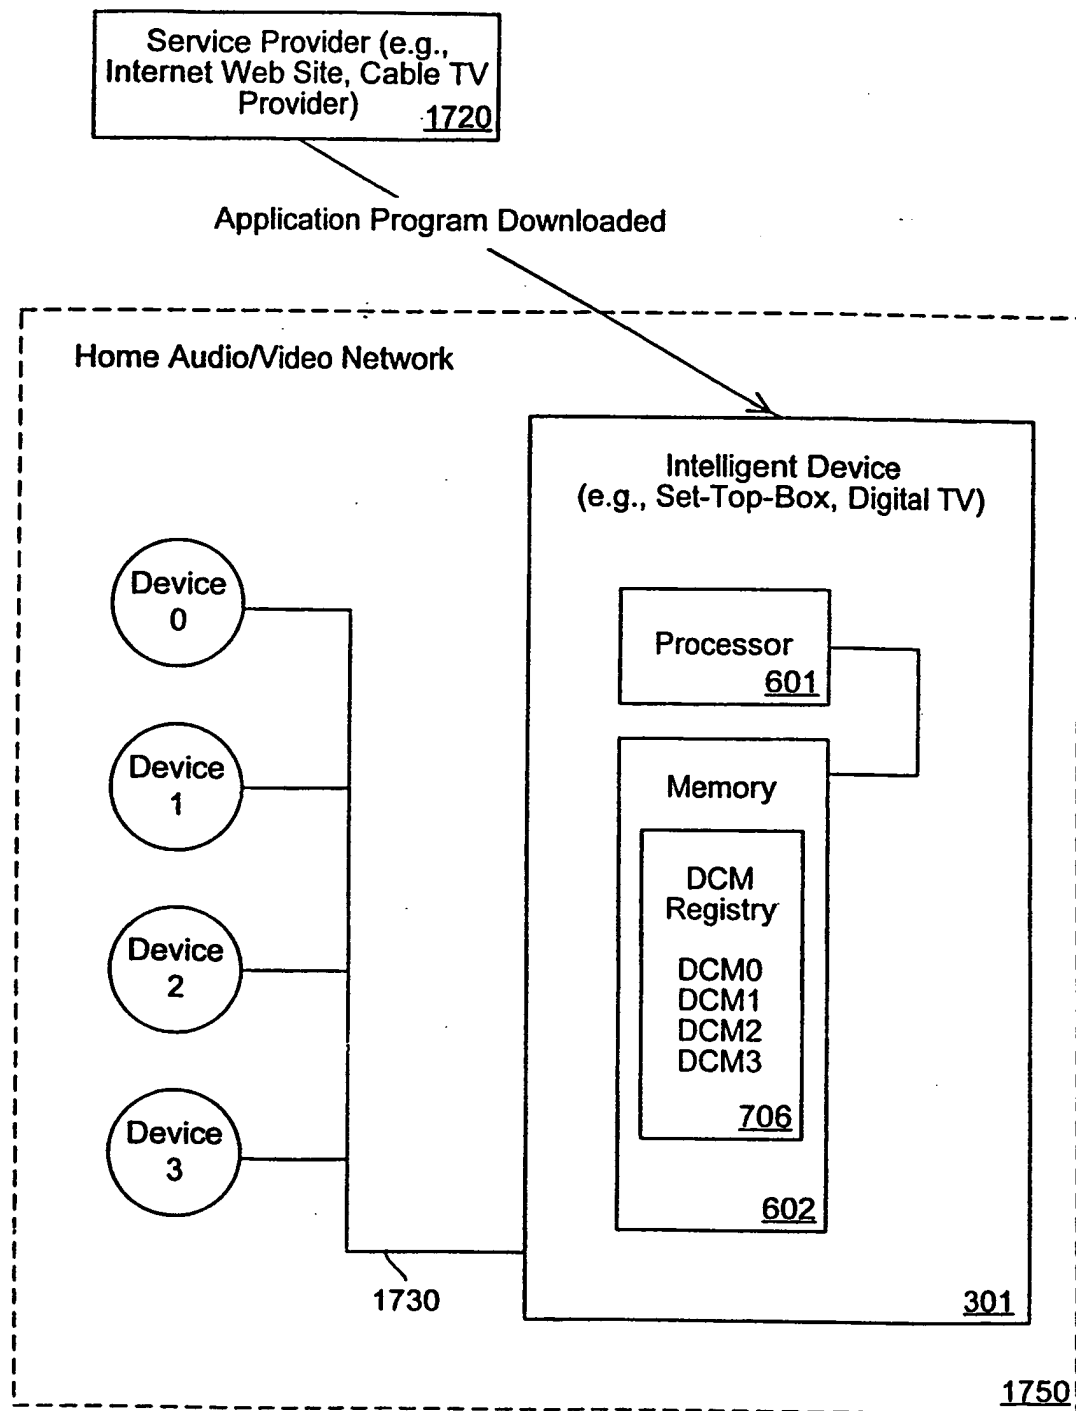 Service Provider (e.g.,
Internet Web Site, Cable TV
Provider)
1720
Application Program Downloaded
Home Audio/Video Network
Intelligent Device
(e.g., Set-Top-Box, Digital TV)
Device
0
Processor
601
Device
1
Memory
DCM
Registry
Device
2
DCM0
DCM1
DCM2
DCM3
706
Device
3
602
1730
301
1750